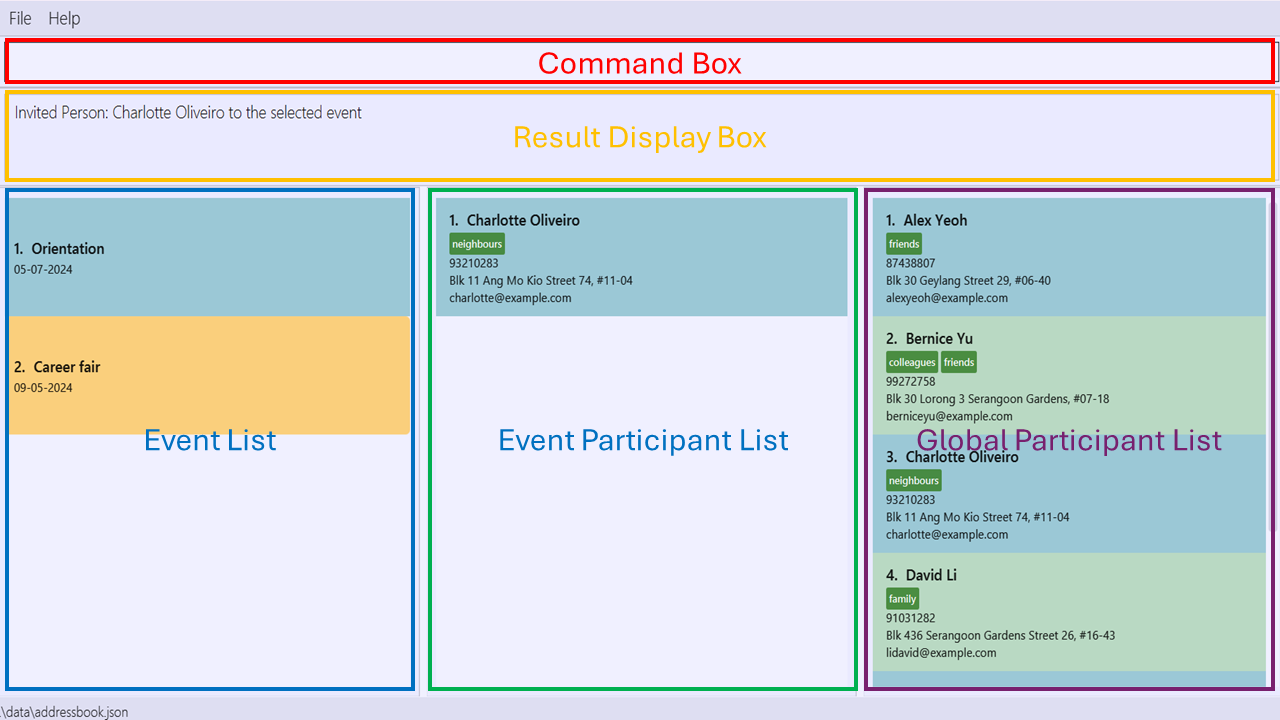 File Help
Command Box
Invited Person: Charlotte Oliveiro to the selected event
Result Display Box
1. Orientation
05-07-2024
2. Career fair
09-05-2024
Event List
1. Charlotte Oliveiro
neighbours
93210283
Blk 11 Ang Mo Kio Street 74, #11-04
charlotte@example.com
Event Participant List
1. Alex Yeoh
friends
87438807
Blk 30 Geylang Street 29, #06-40
alexyeoh@example.com
2. Bernice Yu
colleagues friends
99272758
Blk 30 Lorong 3 Serangoon Gardens, #07-18
berniceyu@example.com
Global Participant List
3. Charlotte Oliveiro
neighbours
93210283
Blk 11 Ang Mo Kio Street 74, #11-04
charlotte@example.com
4. David Li
family
91031282
Blk 436 Serangoon Gardens Street 26, #16-43
lidavid@example.com
.\data\addressbook.json